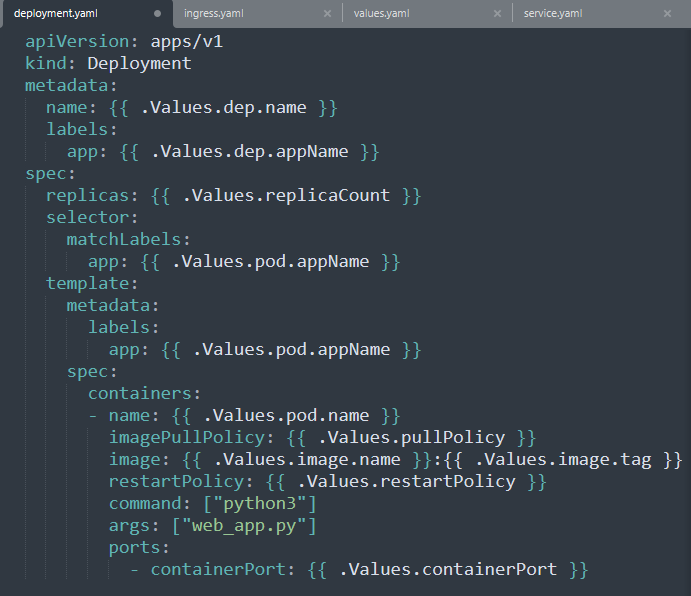 deployment.yaml ingress.yaml values.yaml service.yaml
apiVersion: apps/v1
kind: Deployment
metadata:
  name: {{ .Values.dep.name }}
  labels:
    app: {{ .Values.dep.appName }}
spec:
  replicas: {{ .Values.replicaCount }}
  selector:
    matchLabels:
      app: {{ .Values.pod.appName }}
  template:
    metadata:
      labels:
        app: {{ .Values.pod.appName }}
    spec:
      containers:
      - name: {{ .Values.pod.name }}
        imagePullPolicy: {{ .Values.pullPolicy }}
        image: {{ .Values.image.name }}:{{ .Values.image.tag }}
        restartPolicy: {{ .Values.restartPolicy }}
        command: ["python3"]
        args: ["web_app.py"]
        ports:
          - containerPort: {{ .Values.containerPort }}